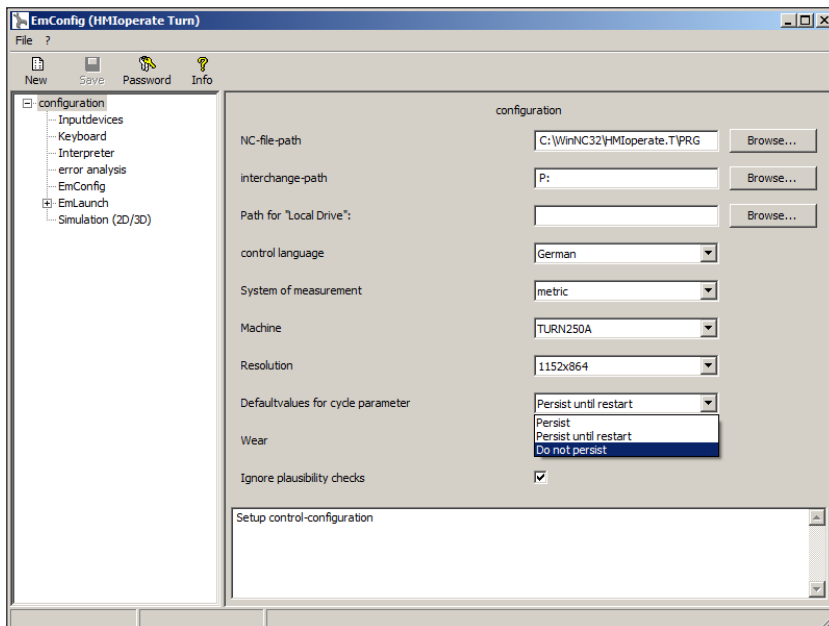 EmConfig (HMIoperate Turn)
File ?
New Save Password Info
configuration
Inputdevices
Keyboard
Interpreter
error analysis
EmConfig
EmLaunch
Simulation (2D/3D)
configuration
NC-file-path C:\WinNC32\HMIoperate.T\PRG Browse...
interchange-path P: Browse...
Path for "Local Drive": Browse...
control language German
System of measurement metric
Machine TURN250A
Resolution 1152x864
Defaultvalues for cycle parameter Persist until restart
Persist
Persist until restart
Wear
Do not persist
Ignore plausibility checks
Setup control-configuration